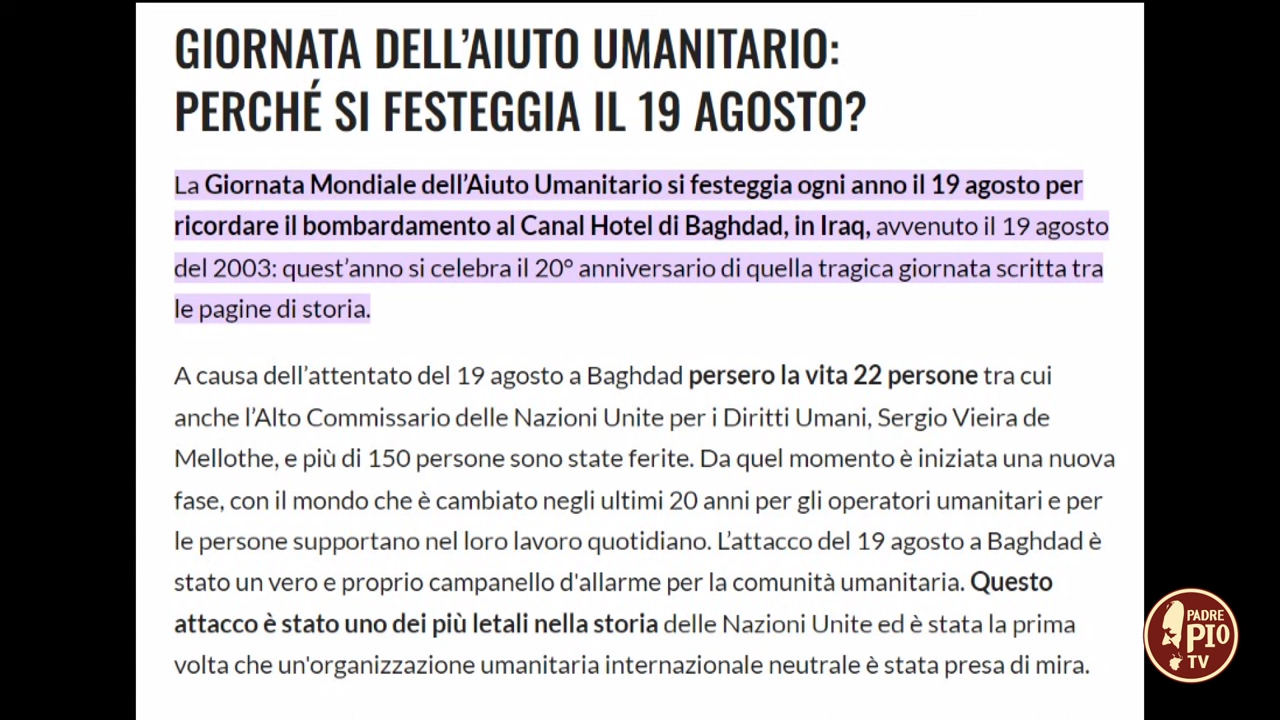 GIORNATA DELL’AIUTO UMANITARIO:
PERCHÉ SI FESTEGGIA IL 19 AGOSTO?
La Giornata Mondiale dell’Aiuto Umanitario si festeggia ogni anno il 19 agosto per
ricordare il bombardamento al Canal Hotel di Baghdad, in Iraq, avvenuto il 19 agosto
del 2003: quest’anno si celebra il 20° anniversario di quella tragica giornata scritta tra
le pagine di storia.
A causa dell’attentato del 19 agosto a Baghdad persero la vita 22 persone tra cui
anche l’Alto Commissario delle Nazioni Unite per i Diritti Umani, Sergio Vieira de
Mellothe, e più di 150 persone sono state ferite. Da quel momento è iniziata una nuova
fase, con il mondo che è cambiato negli ultimi 20 anni per gli operatori umanitari e per
le persone supportano nel loro lavoro quotidiano. L’attacco del 19 agosto a Baghdad è
stato un vero e proprio campanello d'allarme per la comunità umanitaria. Questo
attacco è stato uno dei più letali nella storia delle Nazioni Unite ed è stata la prima
volta che un'organizzazione umanitaria internazionale neutrale è stata presa di mira.
PADRE
PIO
TV